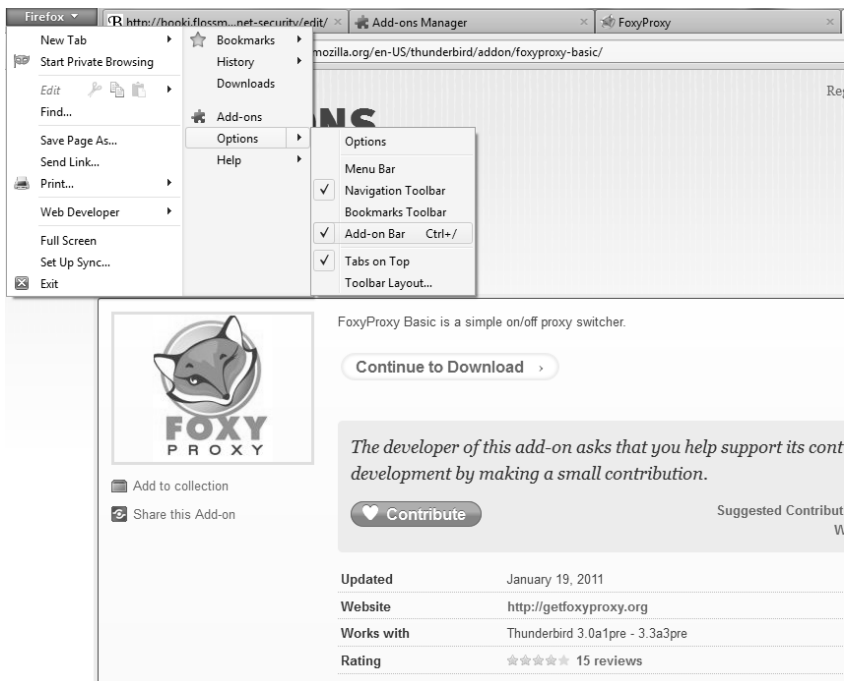 Firefox
http://booki.flossm...net-security/edit/
Add-ons Manager
FoxyProxy
New Tab
Start Private Browsing
Edit
Find...
Save Page As...
Send Link...
Print...
Web Developer
Full Screen
Set Up Sync...
Exit
Bookmarks
History
Downloads
Add-ons
Options
Help
mozilla.org/en-US/thunderbird/addon/foxyproxy-basic/
Options
Menu Bar
Navigation Toolbar
Bookmarks Toolbar
Add-on Bar Ctrl+/
Tabs on Top
Toolbar Layout...
FoxyProxy Basic is a simple on/off proxy switcher.
Continue to Download ›
FOXY
PROXY
Add to collection
Share this Add-on
The developer of this add-on asks that you help support its cont
development by making a small contribution.
Contribute
Suggested Contribut
Updated January 19, 2011
Website http://getfoxyproxy.org
Works with Thunderbird 3.0a1pre - 3.3a3pre
Rating 15 reviews